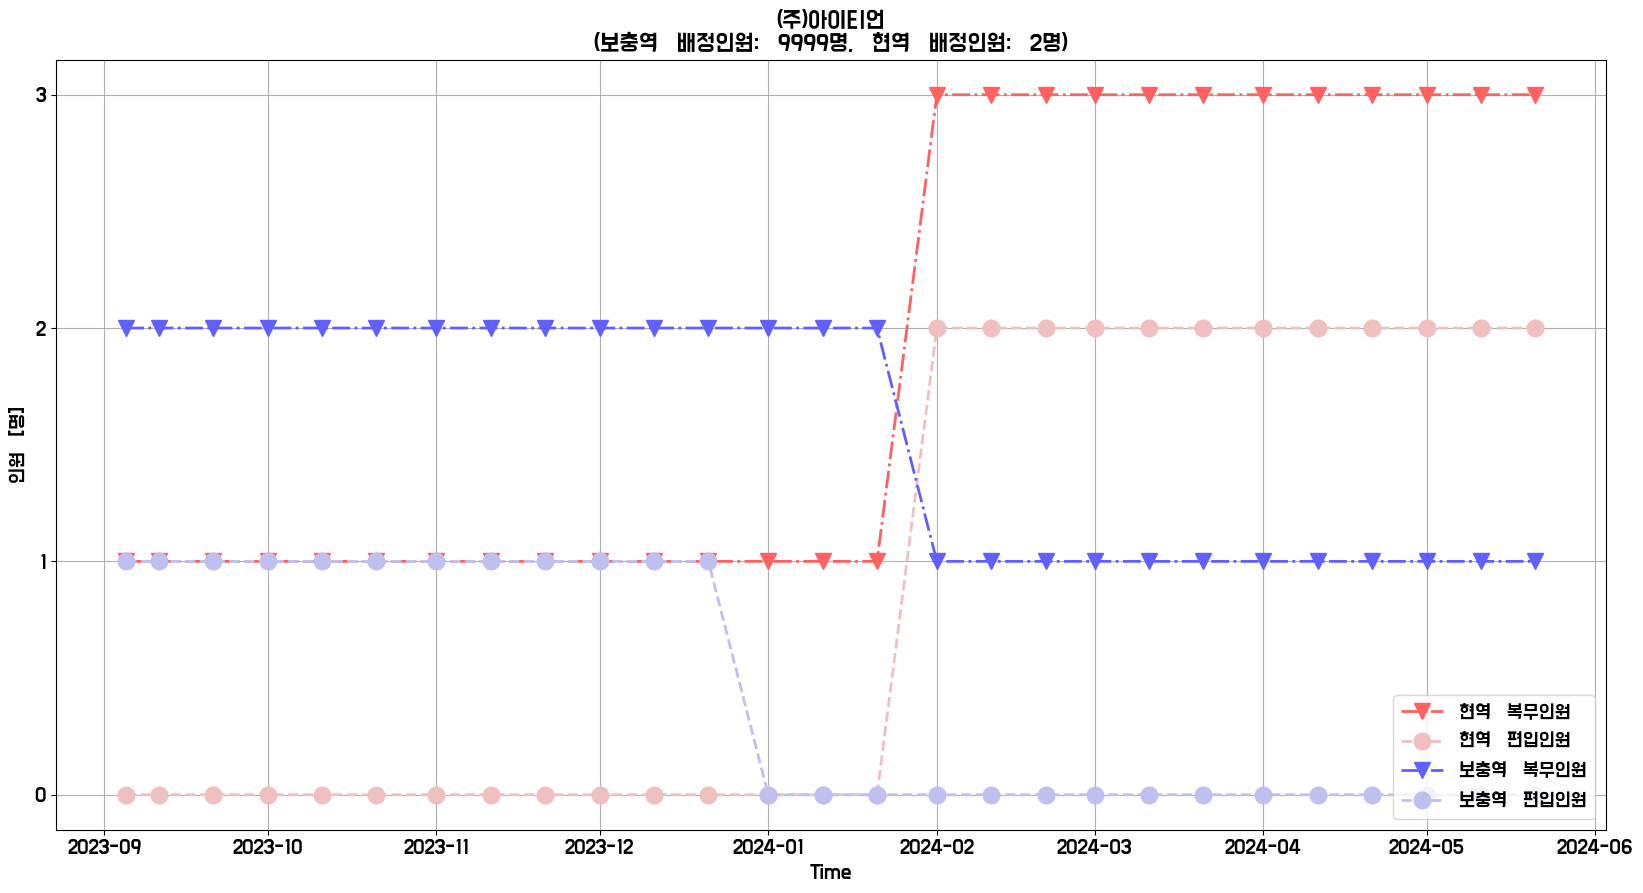 (주)아이티언
(보충역 배정인원: 9999명, 현역 배정인원: 2명)
인원 [명]
3
2
1
0
현역 복무인원
현역 편입인원
보충역 복무인원
보충역 편입인원
2023-09 2023-10 2023-11 2023-12 2024-01 2024-02 2024-03 2024-04 2024-05 2024-06
Time